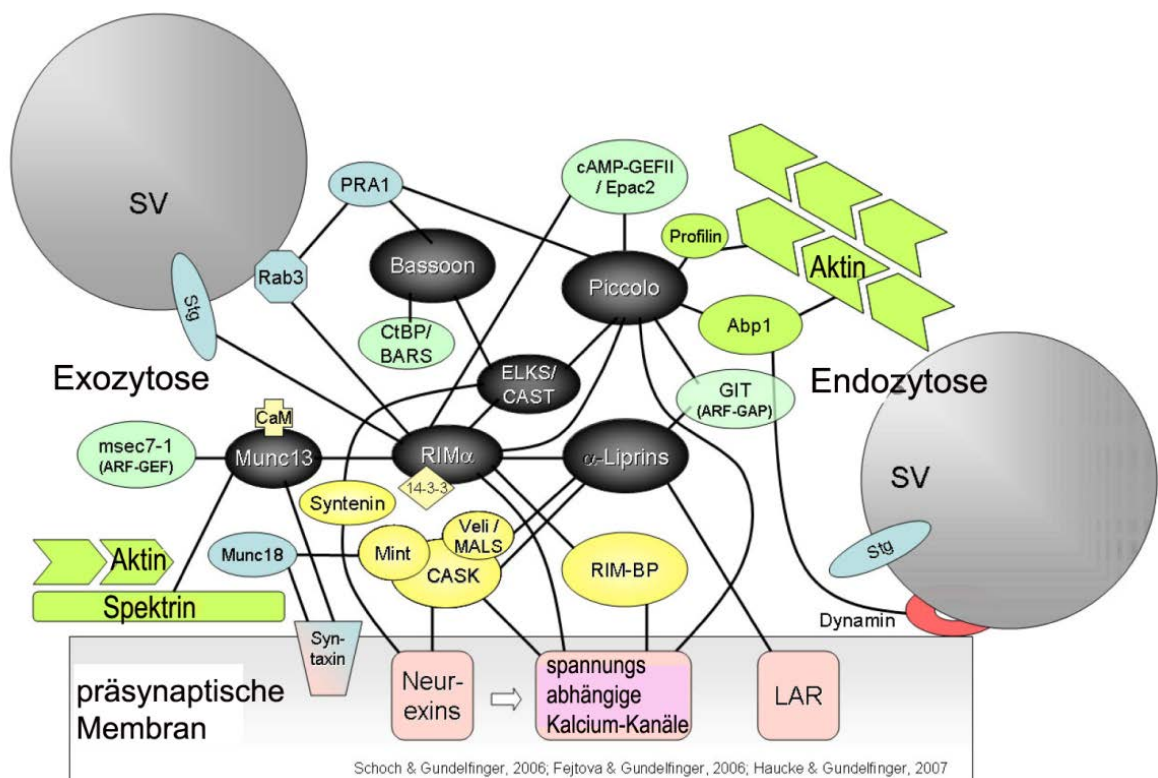 SV
PRA1
cAMP-GEFII
/ Epac2
Profilin
Aktin
Rab3
Bassoon
Piccolo
Stg
Abp1
CtBP/
BARS
Exozytose
ELKS/
CAST
GIT
(ARF-GAP)
Endozytose
CaM
msec7-1
(ARF-GEF)
Munc13
RIMα
α-Liprins
14-3-3
SV
Syntenin
Veli /
MALS
Stg
Aktin
Munc18
Mint
CASK
RIM-BP
Spektrin
Dynamin
Syn-
taxin
präsynaptische
Membran
Neur-
exins
spannungs
abhängige
Kalcium-Kanäle
LAR
Schoch & Gundelfinger, 2006; Fejtova & Gundelfinger, 2006; Haucke & Gundelfinger, 2007